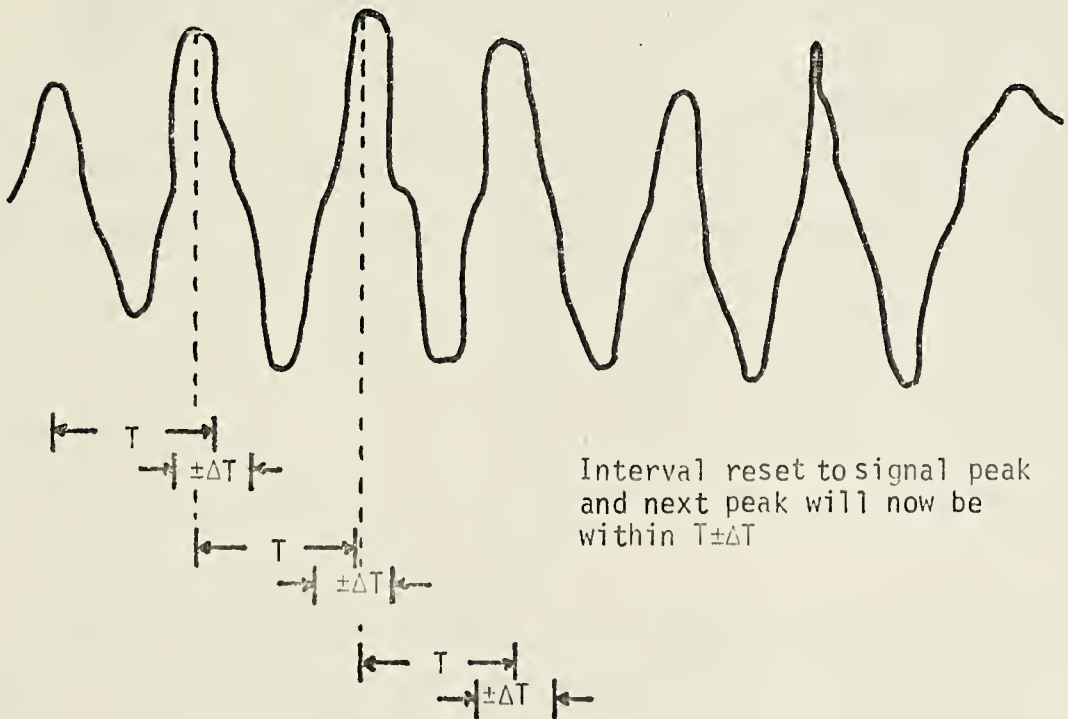 T
±ΔT
Interval reset to signal peak
and next peak will now be
within T±ΔT
T
±ΔT
T
±ΔT